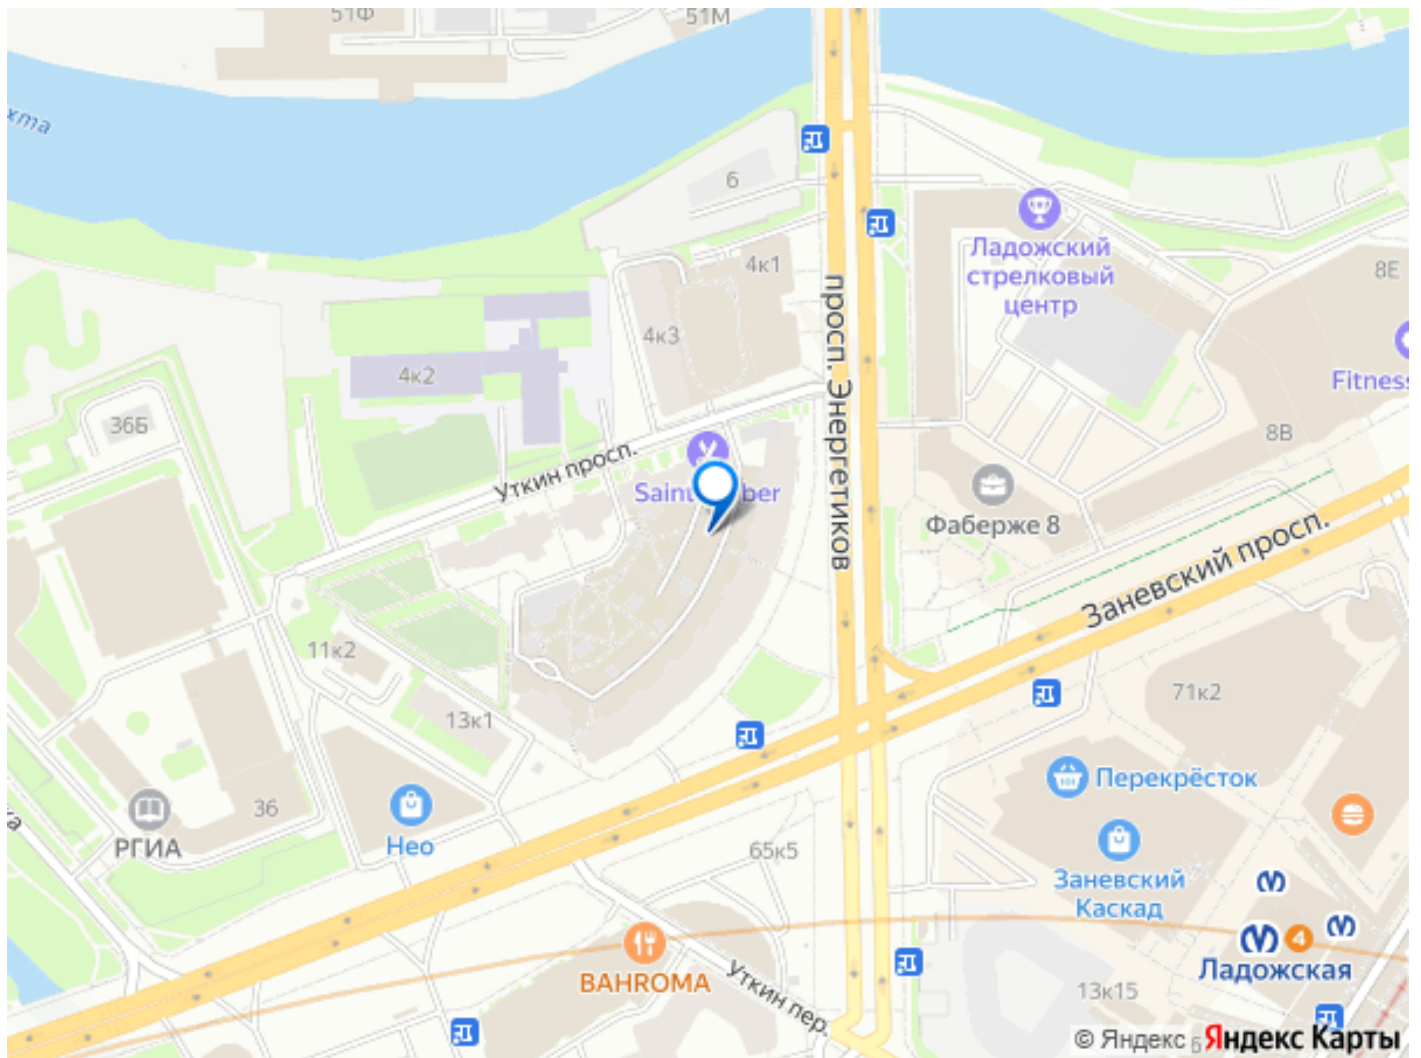 51Ф
51М
хта
6
4к1
Ладожский
стрелковый
центр
8Е
4к3
4к2
просп. Энергетиков
Fitness
36Б
8В
Уткин просп.
Фаберже 8
Заневский просп.
11к2
13к1
71к2
Перекрёсток
36
РГИА
Нео
65к5
Заневский
Каскад
4
Ладожская
BAHROMA
Уткин пер.
13к15
© Яндекс
Яндекс Карты